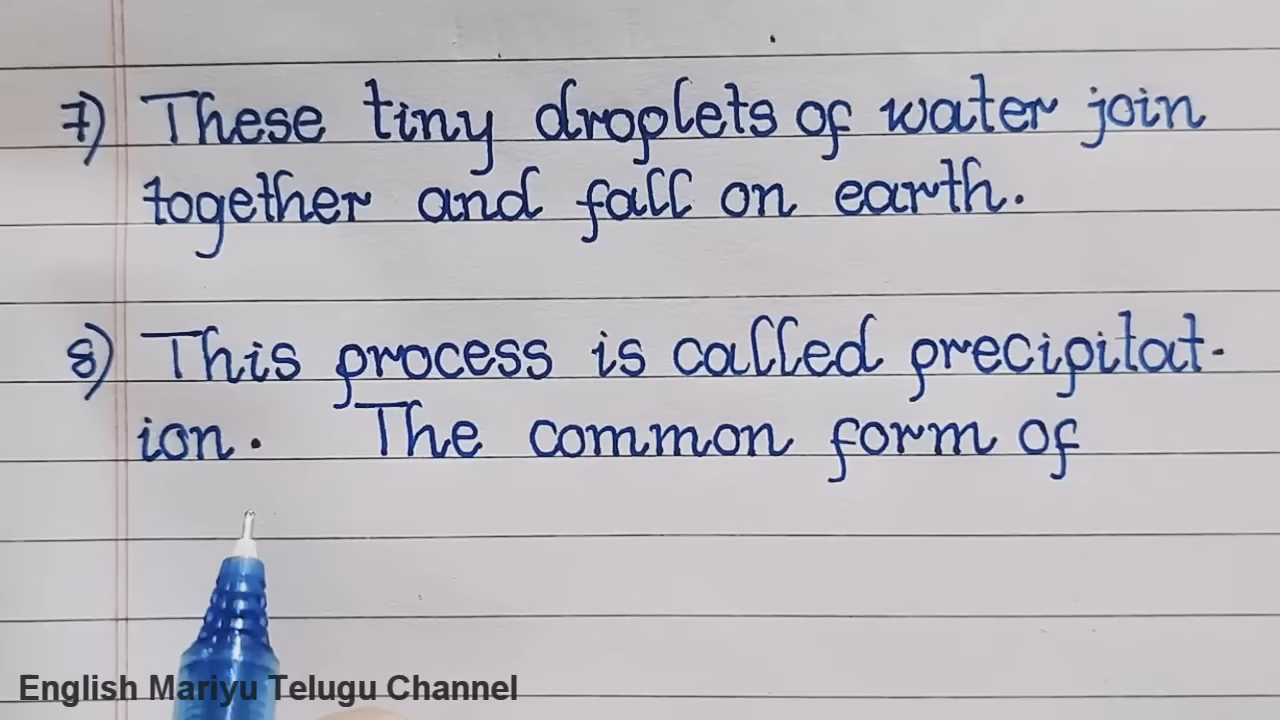 7) These tiny droplets of water join
together and fall on earth.
8) This process is called precipitat-
ion. The common form of
English Mariyu Telugu Channel